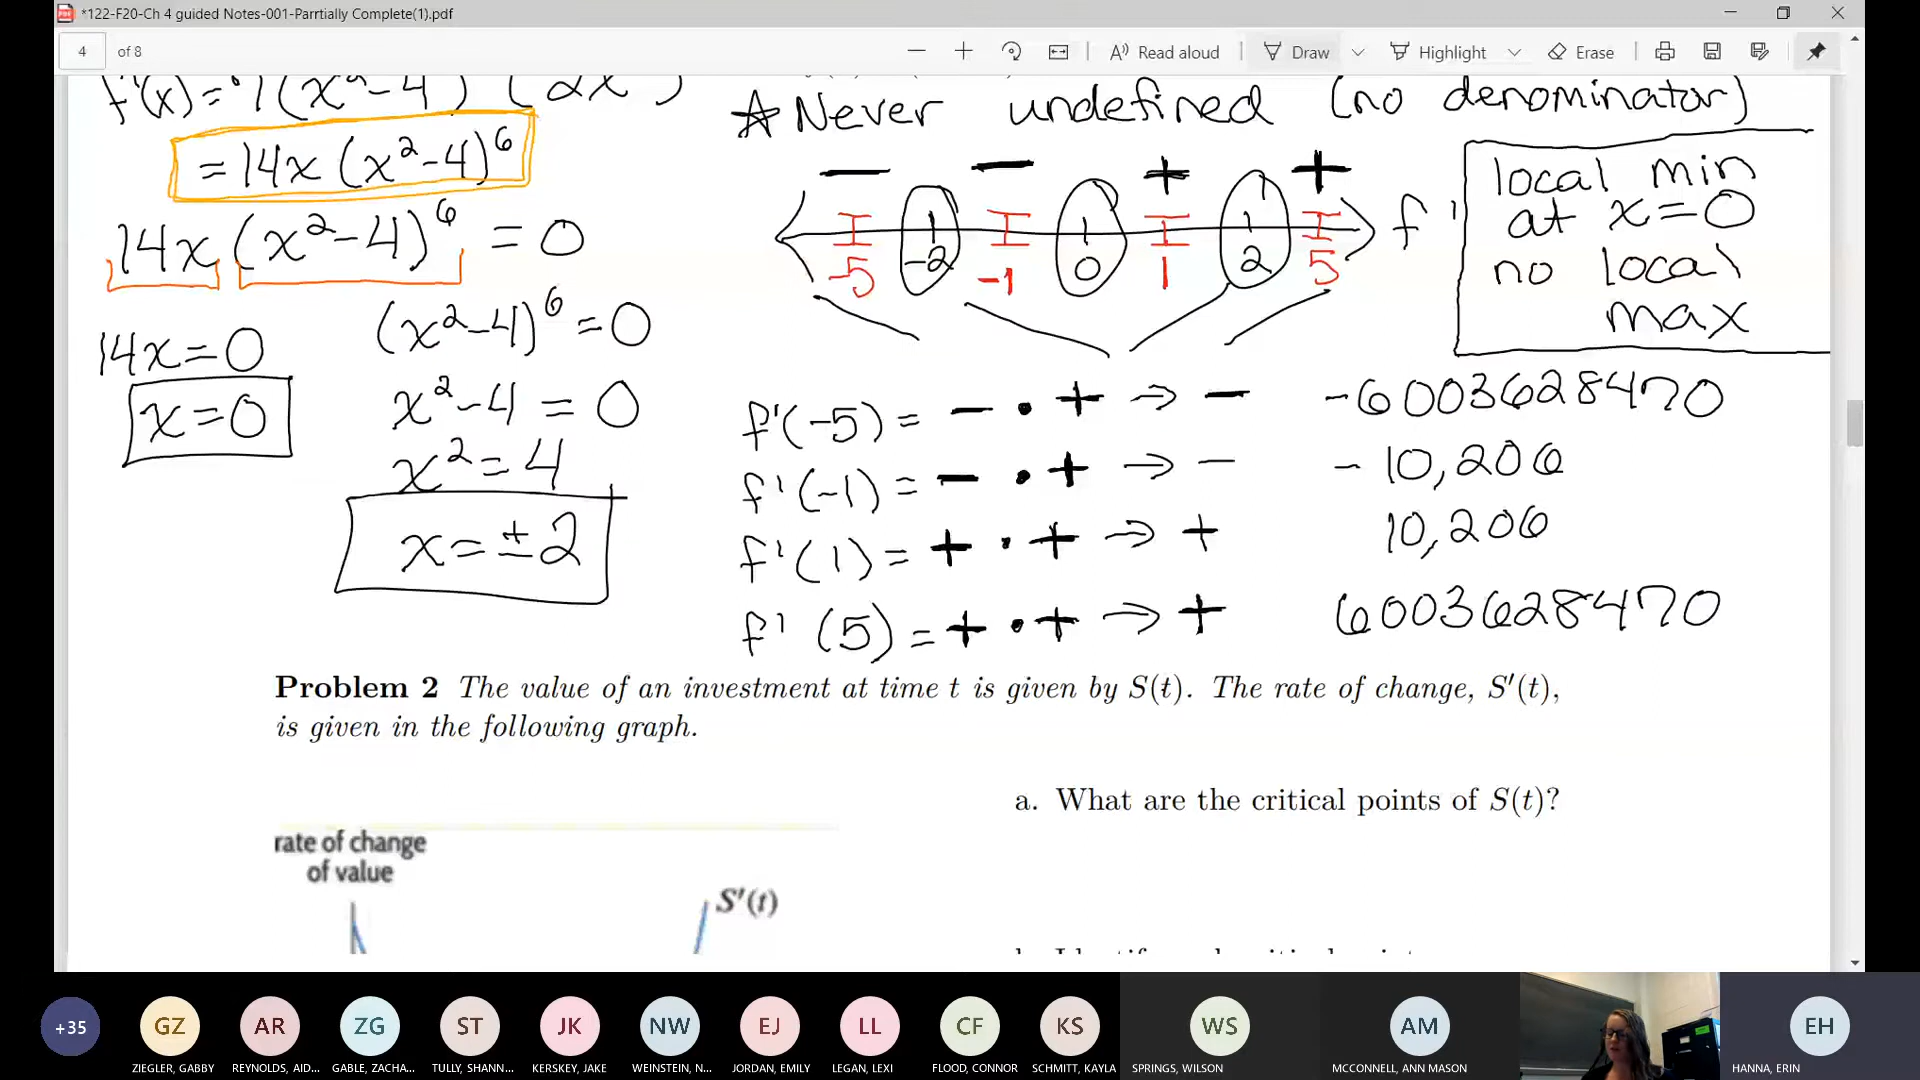 *122-F20-Ch 4 guided Notes-001-Parrtially Complete(1).pdf
4 of 8
Read aloud
Draw
Highlight
Erase
f'(x) = 7(x²-4) (2x )
= 14x (x²-4)⁶
14x (x²-4)⁶ = 0
14x = 0
x = 0
(x²-4)⁶ = 0
x²-4 = 0
x² = 4
x = ±2
☆ Never undefined (no denominator)
− − + +
-5 -2 -1 0 1 2 5 f'
local min
at x=0
no local
max
f'(-5) = − · + → − -6003628470
f'(-1) = − · + → − - 10,206
f'(1) = + · + → + 10,206
f'(5) = + · + → + 6003628470
Problem 2 The value of an investment at time t is given by S(t). The rate of change, S′(t),
is given in the following graph.
a. What are the critical points of S(t)?
rate of change
of value
S'(t)
+35
GZ
AR
ZG
ST
JK
NW
EJ
LL
CF
KS
WS
AM
EH
ZIEGLER, GABBY
REYNOLDS, AID...
GABLE, ZACHA...
TULLY, SHANN...
KERSKEY, JAKE
WEINSTEIN, N...
JORDAN, EMILY
LEGAN, LEXI
FLOOD, CONNOR
SCHMITT, KAYLA
SPRINGS, WILSON
MCCONNELL, ANN MASON
HANNA, ERIN